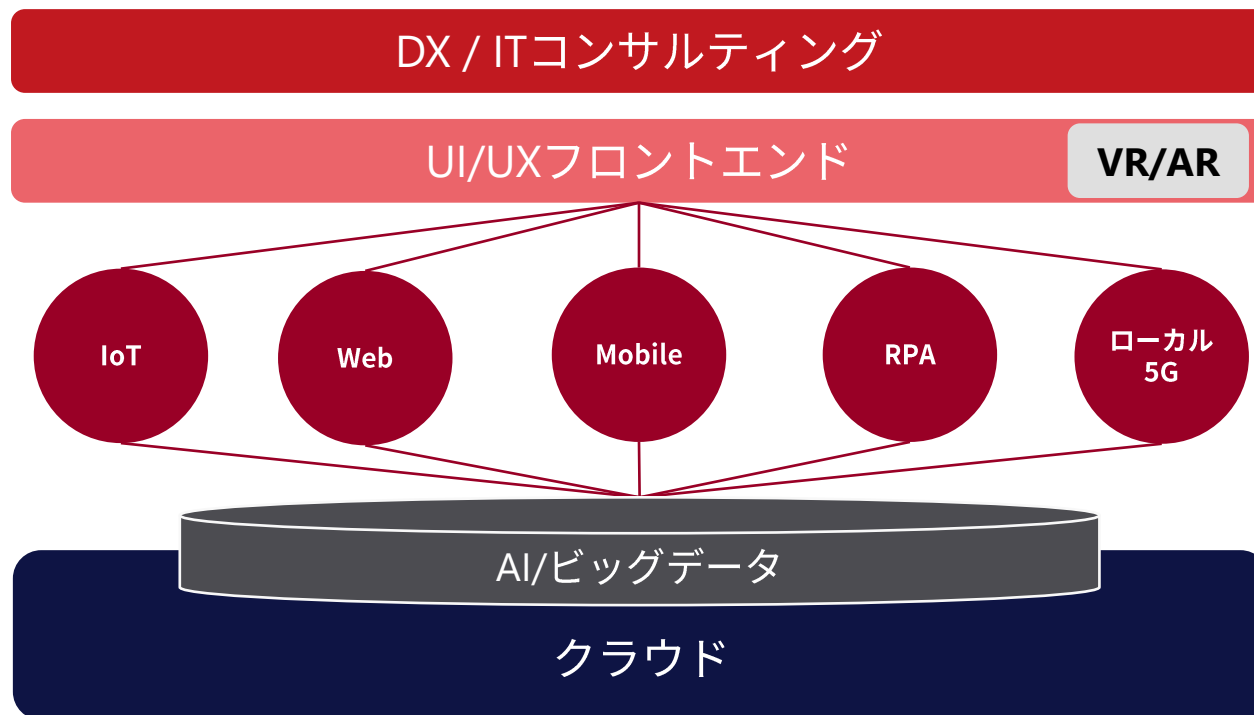 DX / ITコンサルティング
UI/UXフロントエンド
VR/AR
IoT
Web
Mobile
RPA
ローカル
5G
AI/ビッグデータ
クラウド